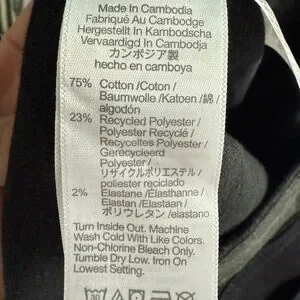 Made In Cambodia
Fabriqué Au Cambodge
Hergestellt In Kambodscha
Vervaardigd In Cambodja
カンボジア製
hecho en camboya
75% Cotton /Coton /
Baumwolle /Katoen /綿 /
algodón
23% Recycled Polyester /
Polyester Recyclé /
Recyceltes Polyester /
Gerecycleerd
Polyester /
リサイクルポリエステル /
poliester reciclado
2% Elastane /Élasthanne /
Elastan /Elastaan /
ポリウレタン /elastano
Turn Inside Out. Machine
Wash Cold With Like Colors.
Non-Chlorine Bleach Only.
Tumble Dry Low. Iron On
Lowest Setting.
30